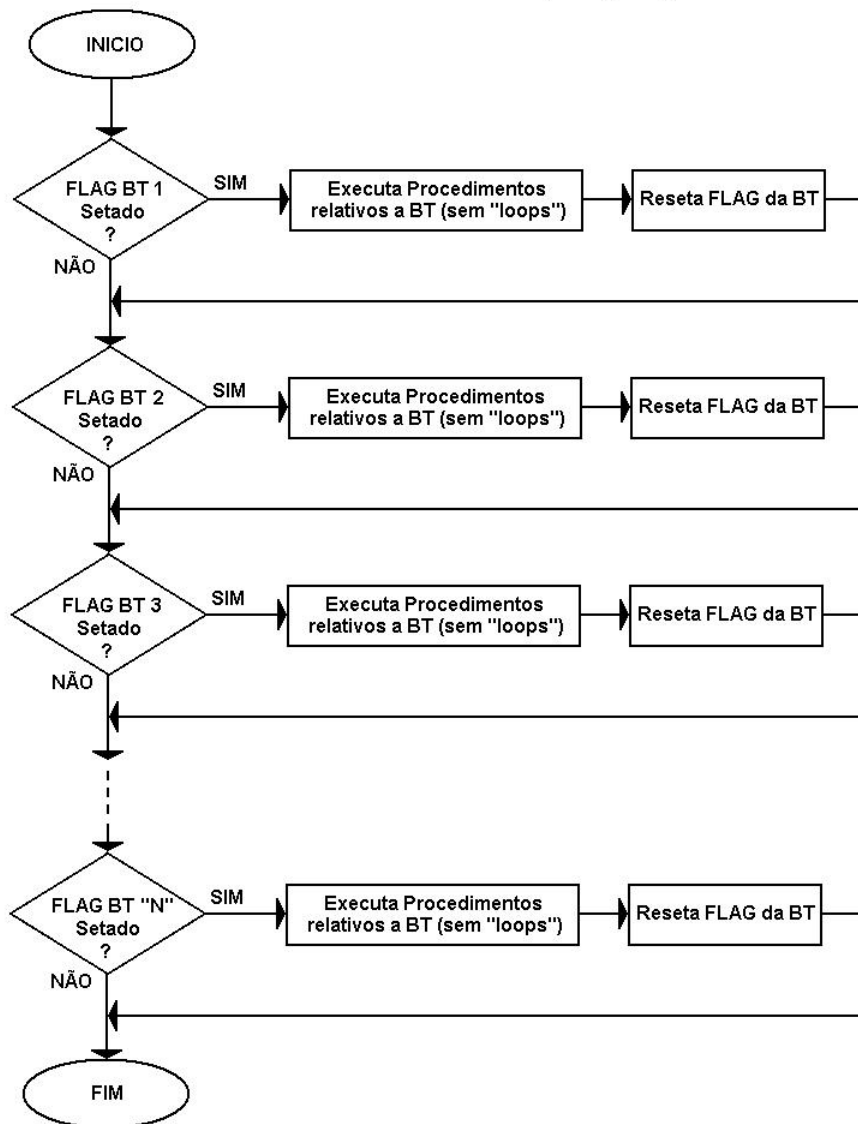 INICIO
FLAG BT 1
Setado
?
SIM
Executa Procedimentos
relativos a BT (sem "loops")
Reseta FLAG da BT
NÃO
FLAG BT 2
Setado
?
SIM
Executa Procedimentos
relativos a BT (sem "loops")
Reseta FLAG da BT
NÃO
FLAG BT 3
Setado
?
SIM
Executa Procedimentos
relativos a BT (sem "loops")
Reseta FLAG da BT
NÃO
FLAG BT "N"
Setado
?
SIM
Executa Procedimentos
relativos a BT (sem "loops")
Reseta FLAG da BT
NÃO
FIM